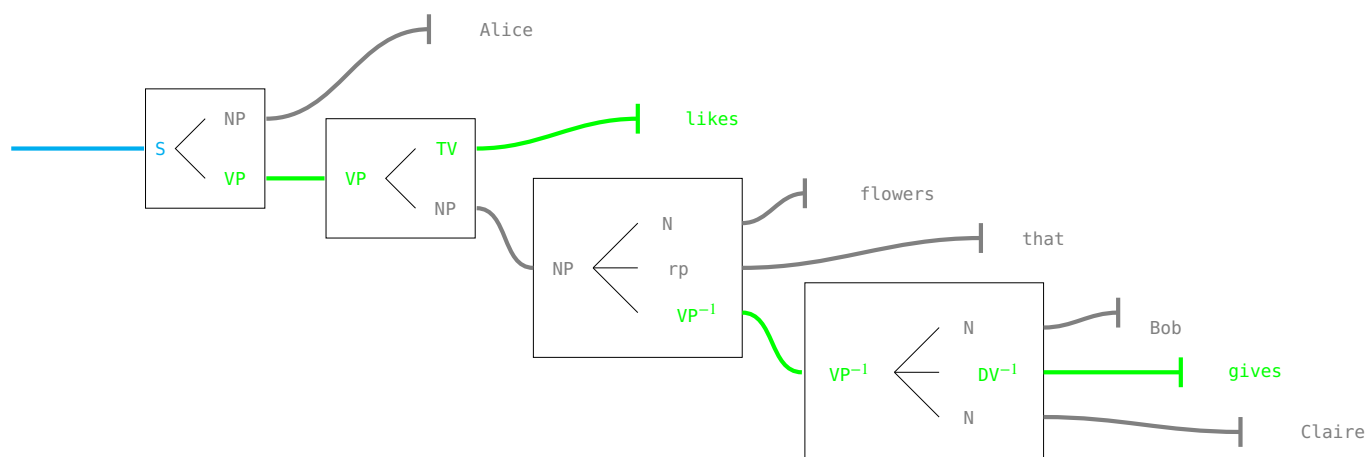 Alice
NP
S
VP
TV
likes
VP
NP
N
flowers
NP
rp
that
VP⁻¹
N
Bob
VP⁻¹
DV⁻¹
gives
N
Claire